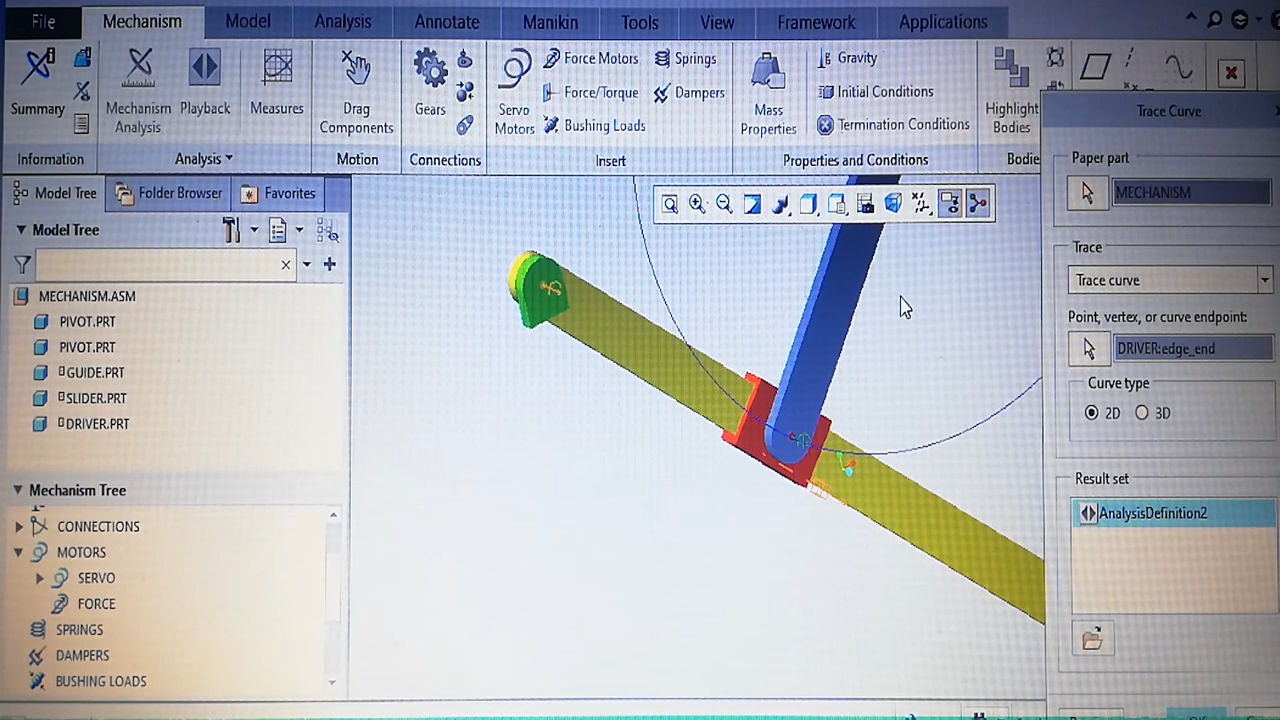 File Mechanism Model Analysis Annotate Manikin Tools View Framework Applications
Summary
Mechanism
Analysis
Playback
Measures
Drag
Components
Gears
Servo
Motors
Force Motors
Force/Torque
Bushing Loads
Springs
Dampers
Mass
Properties
Gravity
Initial Conditions
Termination Conditions
Highlight
Bodies
Information Analysis Motion Connections Insert Properties and Conditions Bodie
Model Tree Folder Browser Favorites
Model Tree
MECHANISM.ASM
PIVOT.PRT
PIVOT.PRT
GUIDE.PRT
SLIDER.PRT
DRIVER.PRT
Mechanism Tree
CONNECTIONS
MOTORS
SERVO
FORCE
SPRINGS
DAMPERS
BUSHING LOADS
Trace Curve
Paper part
MECHANISM
Trace
Trace curve
Point, vertex, or curve endpoint:
DRIVER:edge_end
Curve type
2D 3D
Result set
AnalysisDefinition2